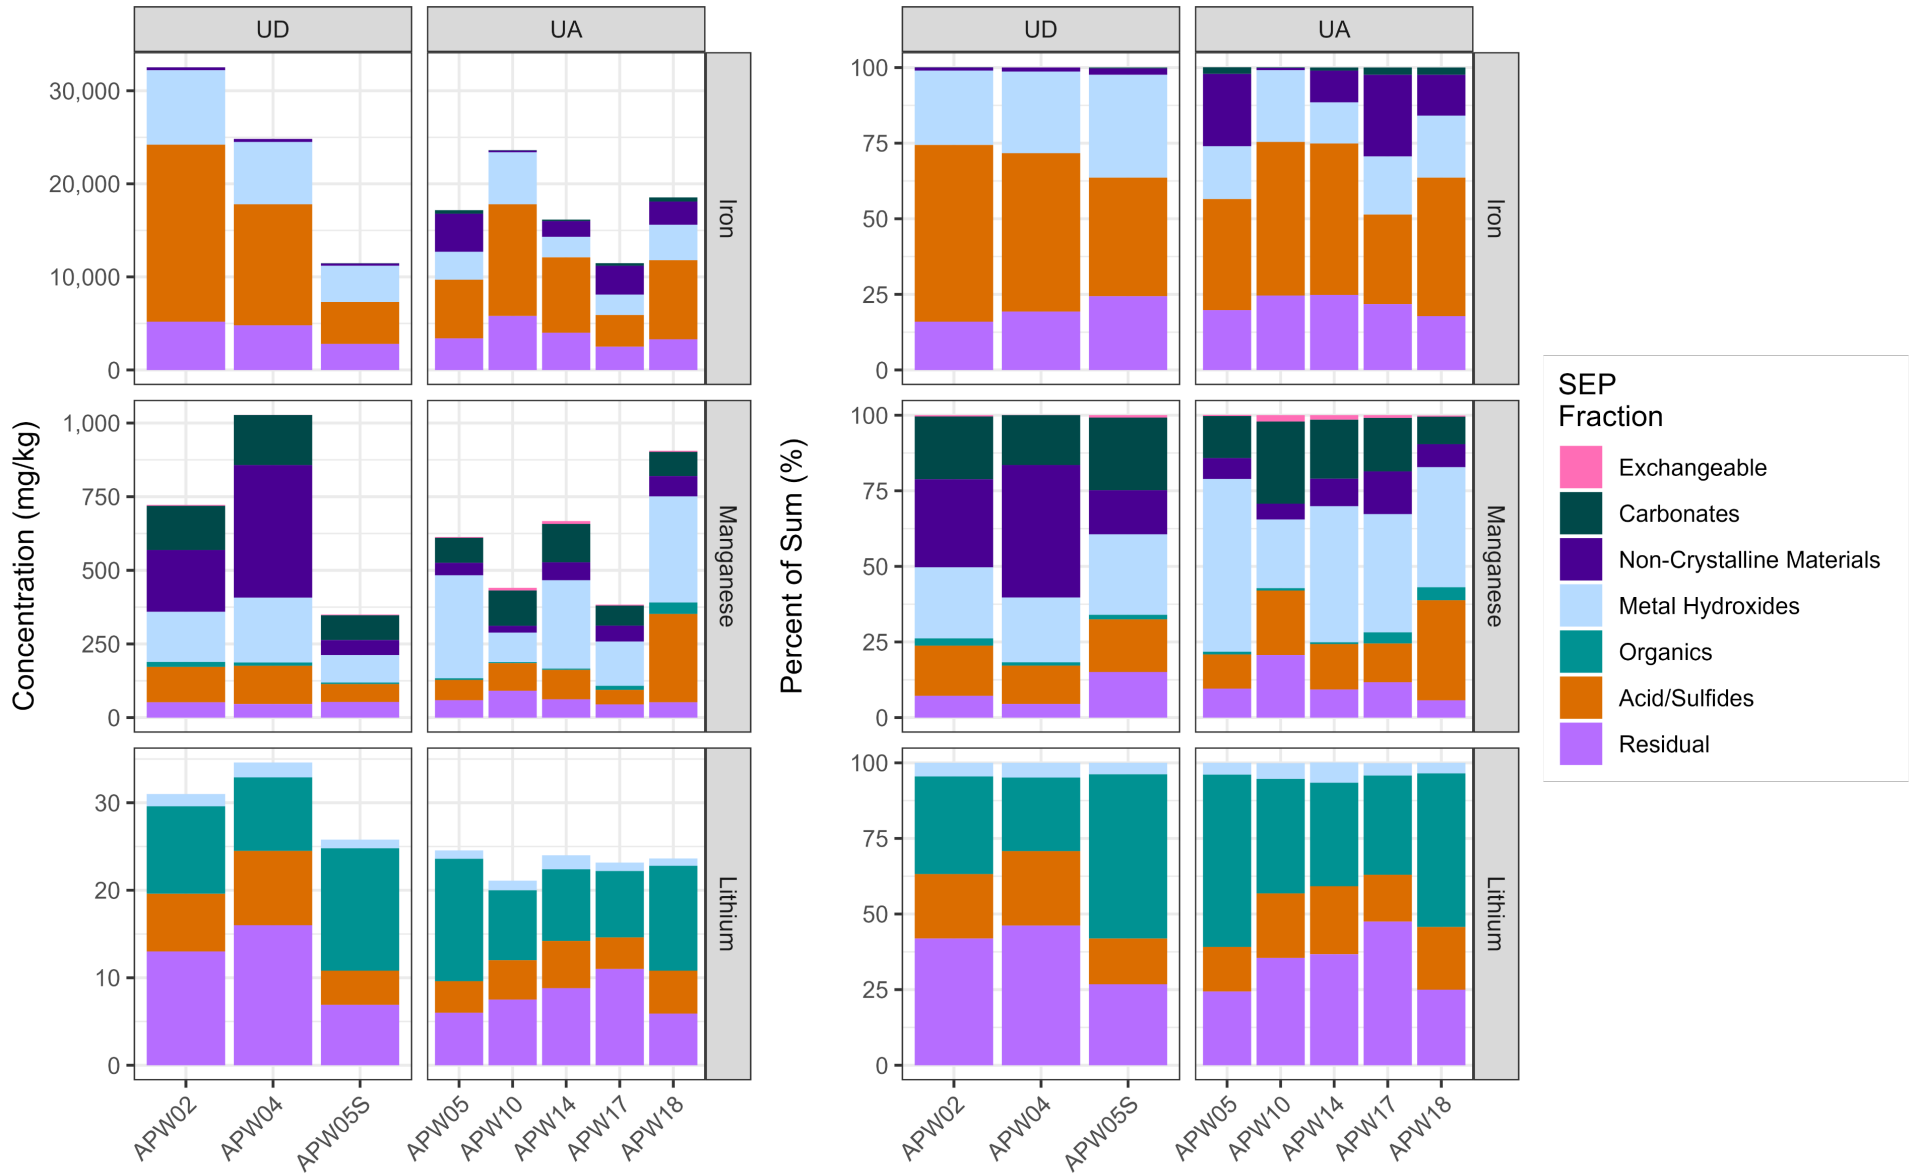 UD
UA
UD
UA
Concentration (mg/kg)
30,000
20,000
10,000
0
Iron
1,000
750
500
250
0
Manganese
30
20
10
0
Lithium
APW02
APW04
APW05S
APW05
APW10
APW14
APW17
APW18
Percent of Sum (%)
100
75
50
25
0
Iron
100
75
50
25
0
Manganese
100
75
50
25
0
Lithium
APW02
APW04
APW05S
APW05
APW10
APW14
APW17
APW18
SEP
Fraction
Exchangeable
Carbonates
Non-Crystalline Materials
Metal Hydroxides
Organics
Acid/Sulfides
Residual